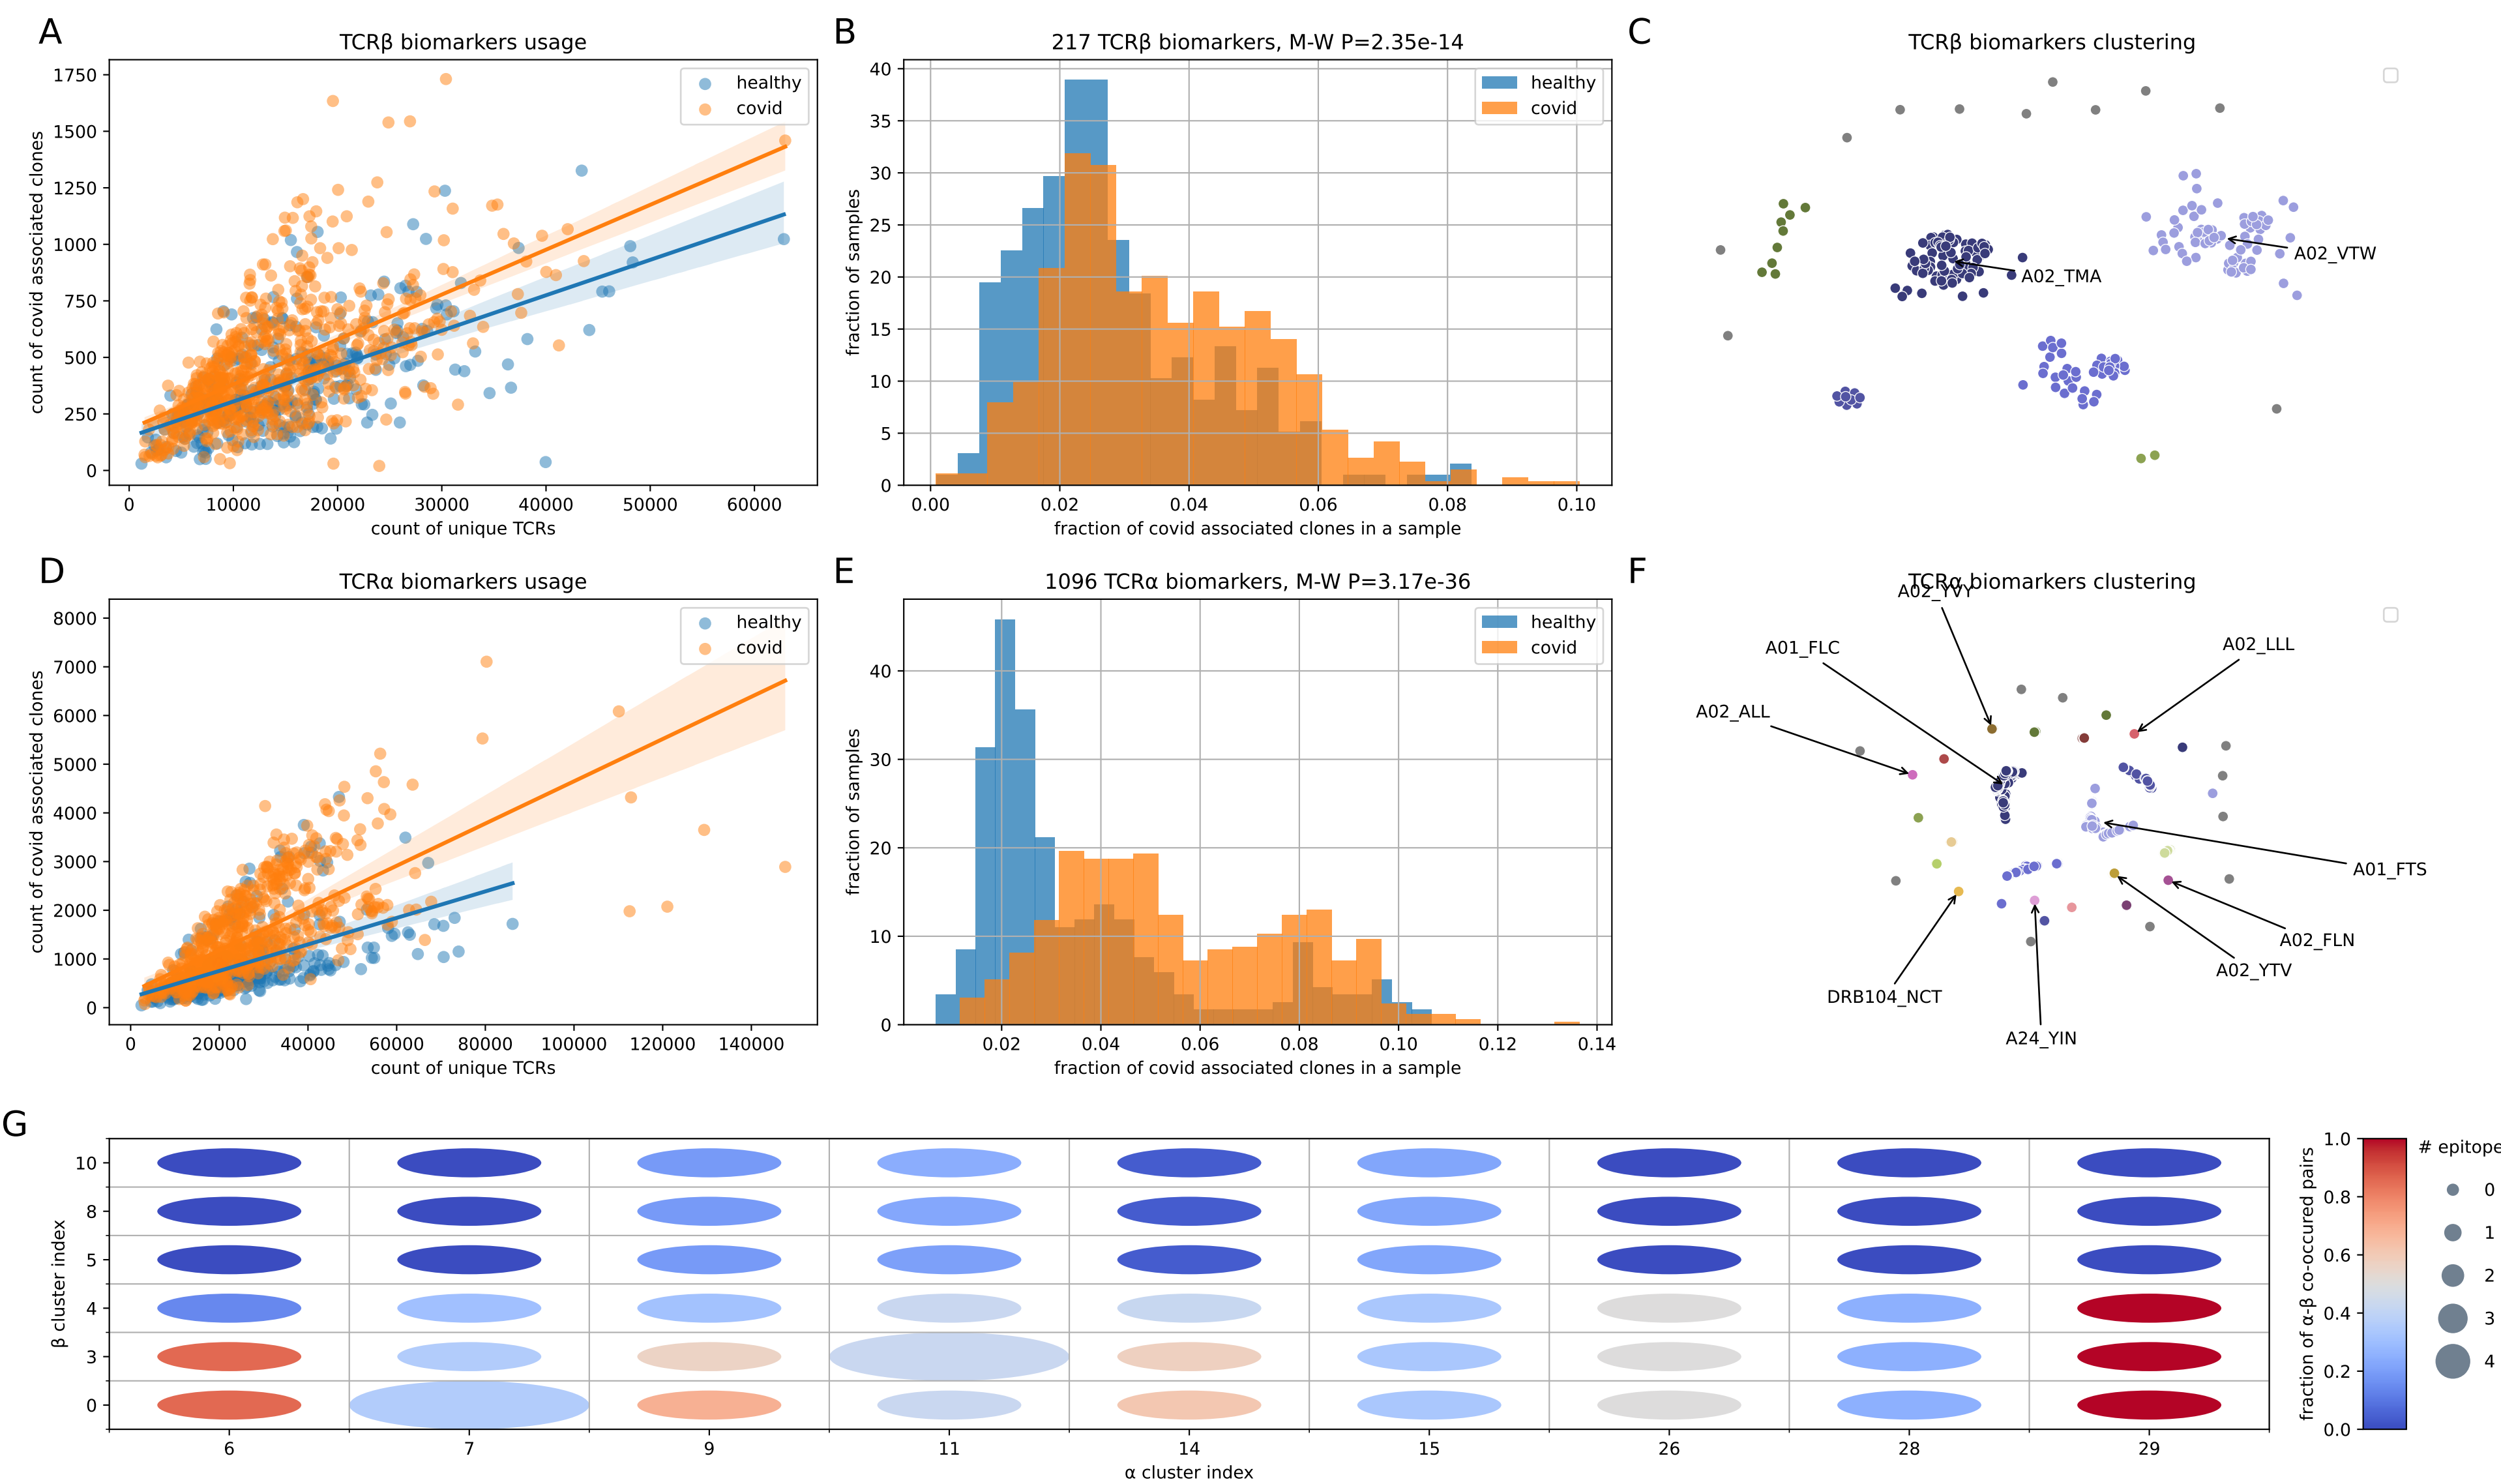 A
TCRβ biomarkers usage
healthy
covid
1750
1500
1250
1000
750
500
250
0
count of covid associated clones
0 10000 20000 30000 40000 50000 60000
count of unique TCRs
B
217 TCRβ biomarkers, M-W P=2.35e-14
healthy
covid
40
35
30
25
20
15
10
5
0
fraction of samples
0.00 0.02 0.04 0.06 0.08 0.10
fraction of covid associated clones in a sample
C
TCRβ biomarkers clustering
A02_VTW
A02_TMA
D
TCRα biomarkers usage
healthy
covid
8000
7000
6000
5000
4000
3000
2000
1000
0
count of covid associated clones
0 20000 40000 60000 80000 100000 120000 140000
count of unique TCRs
E
1096 TCRα biomarkers, M-W P=3.17e-36
healthy
covid
40
30
20
10
0
fraction of samples
0.02 0.04 0.06 0.08 0.10 0.12 0.14
fraction of covid associated clones in a sample
F
TCRα biomarkers clustering
A02_YVY
A01_FLC
A02_LLL
A02_ALL
A01_FTS
A02_FLN
A02_YTV
DRB104_NCT
A24_YIN
G
10
8
5
4
3
0
β cluster index
6 7 9 11 14 15 26 28 29
α cluster index
fraction of α-β co-occured pairs
1.0
0.8
0.6
0.4
0.2
0.0
# epitope
0
1
2
3
4